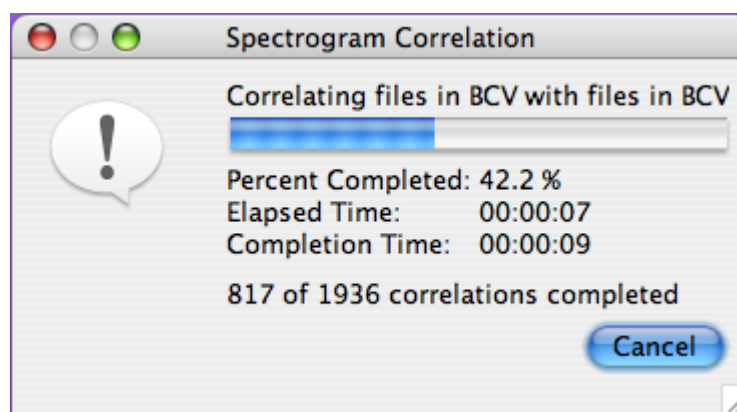 Spectrogram Correlation
Correlating files in BCV with files in BCV
Percent Completed: 42.2 %
Elapsed Time: 00:00:07
Completion Time: 00:00:09
817 of 1936 correlations completed
Cancel